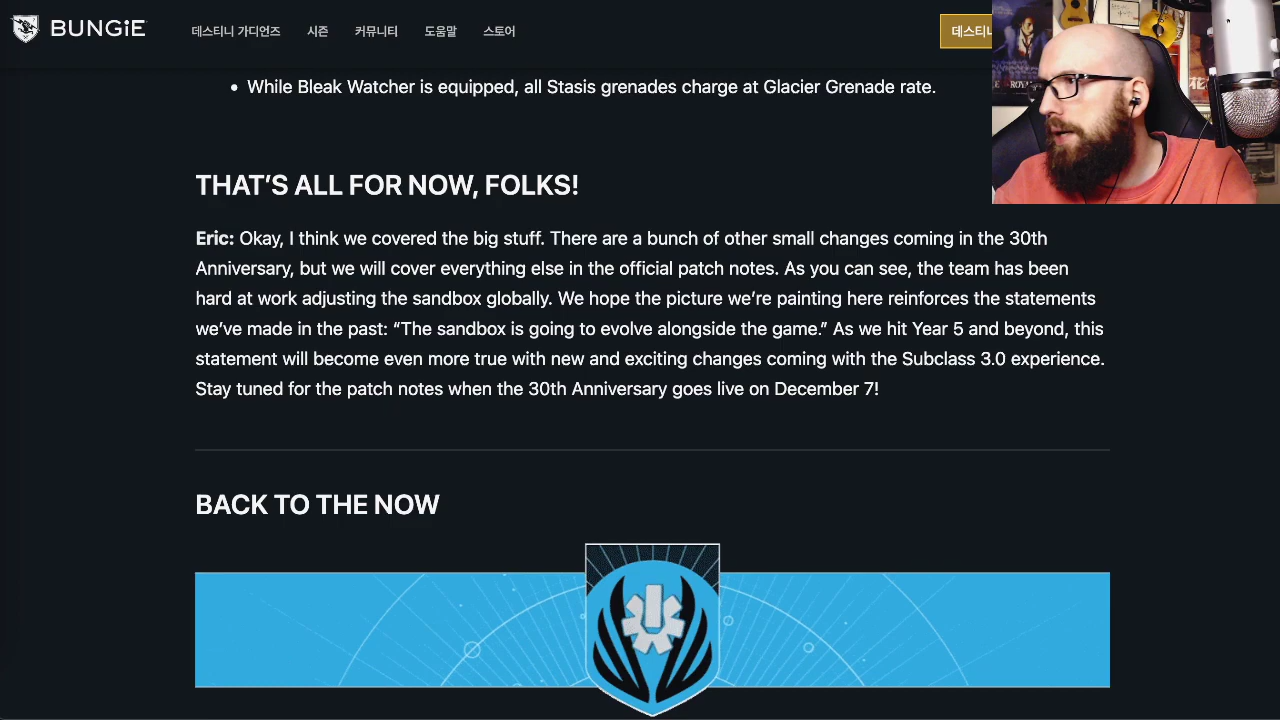 BUNGiE
데스티니 가디언즈 시즌 커뮤니티 도움말 스토어
데스티니
While Bleak Watcher is equipped, all Stasis grenades charge at Glacier Grenade rate.
THAT’S ALL FOR NOW, FOLKS!
Eric: Okay, I think we covered the big stuff. There are a bunch of other small changes coming in the 30th
Anniversary, but we will cover everything else in the official patch notes. As you can see, the team has been
hard at work adjusting the sandbox globally. We hope the picture we’re painting here reinforces the statements
we’ve made in the past: “The sandbox is going to evolve alongside the game.” As we hit Year 5 and beyond, this
statement will become even more true with new and exciting changes coming with the Subclass 3.0 experience.
Stay tuned for the patch notes when the 30th Anniversary goes live on December 7!
BACK TO THE NOW